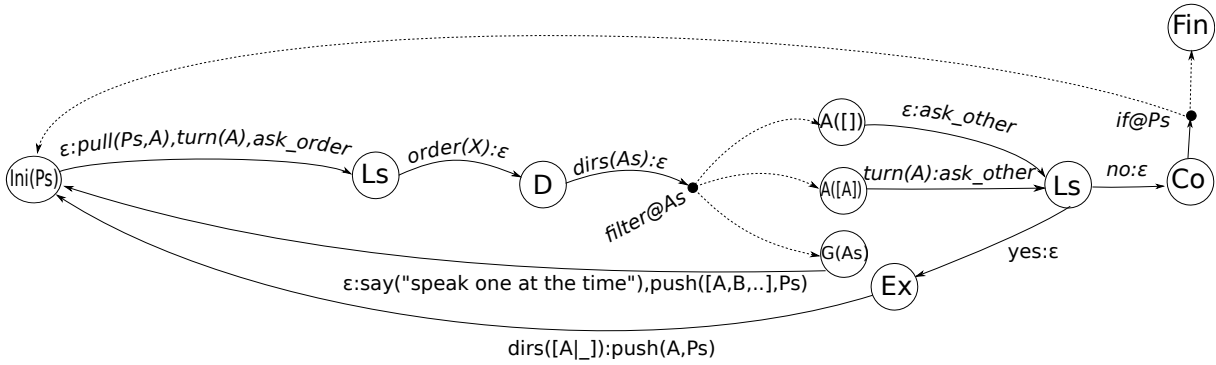 Fin
if@Ps
ε:pull(Ps,A),turn(A),ask_order
Ini(Ps)
Ls
order(X):ε
D
dirs(As):ε
filter@As
A([])
ε:ask_other
A([A])
turn(A):ask_other
Ls
no:ε
Co
G(As)
ε:say("speak one at the time"),push([A,B,..],Ps)
yes:ε
Ex
dirs([A|_]):push(A,Ps)